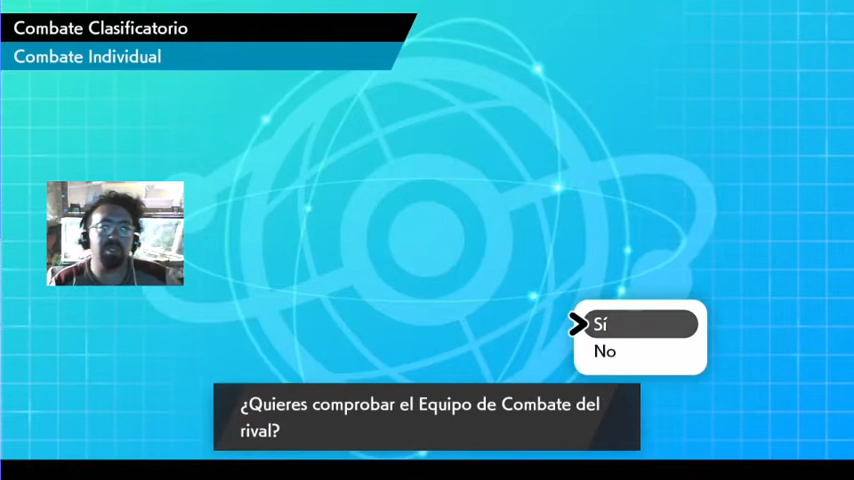 Combate Clasificatorio
Combate Individual
Sí
No
¿Quieres comprobar el Equipo de Combate del
rival?